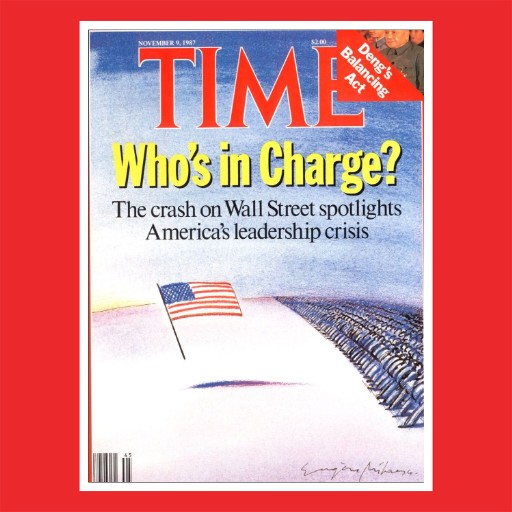 NOVEMBER 9, 1987 $2.00
TIME
Deng's
Balancing
Act
Who's in Charge?
The crash on Wall Street spotlights
America's leadership crisis
45